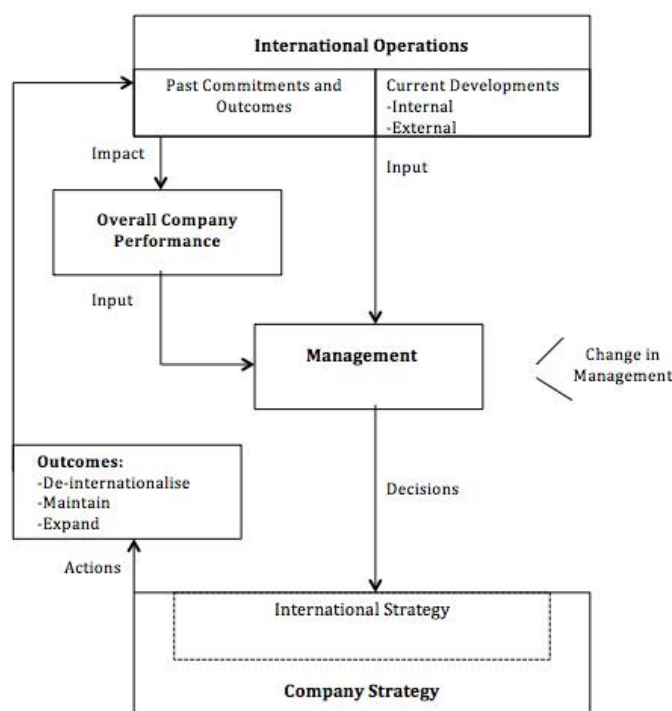 International Operations
Past Commitments and
Outcomes
Current Developments
-Internal
-External
Impact
Input
Overall Company
Performance
Input
Management
Change in
Management
Outcomes:
-De-internationalise
-Maintain
-Expand
Decisions
Actions
International Strategy
Company Strategy